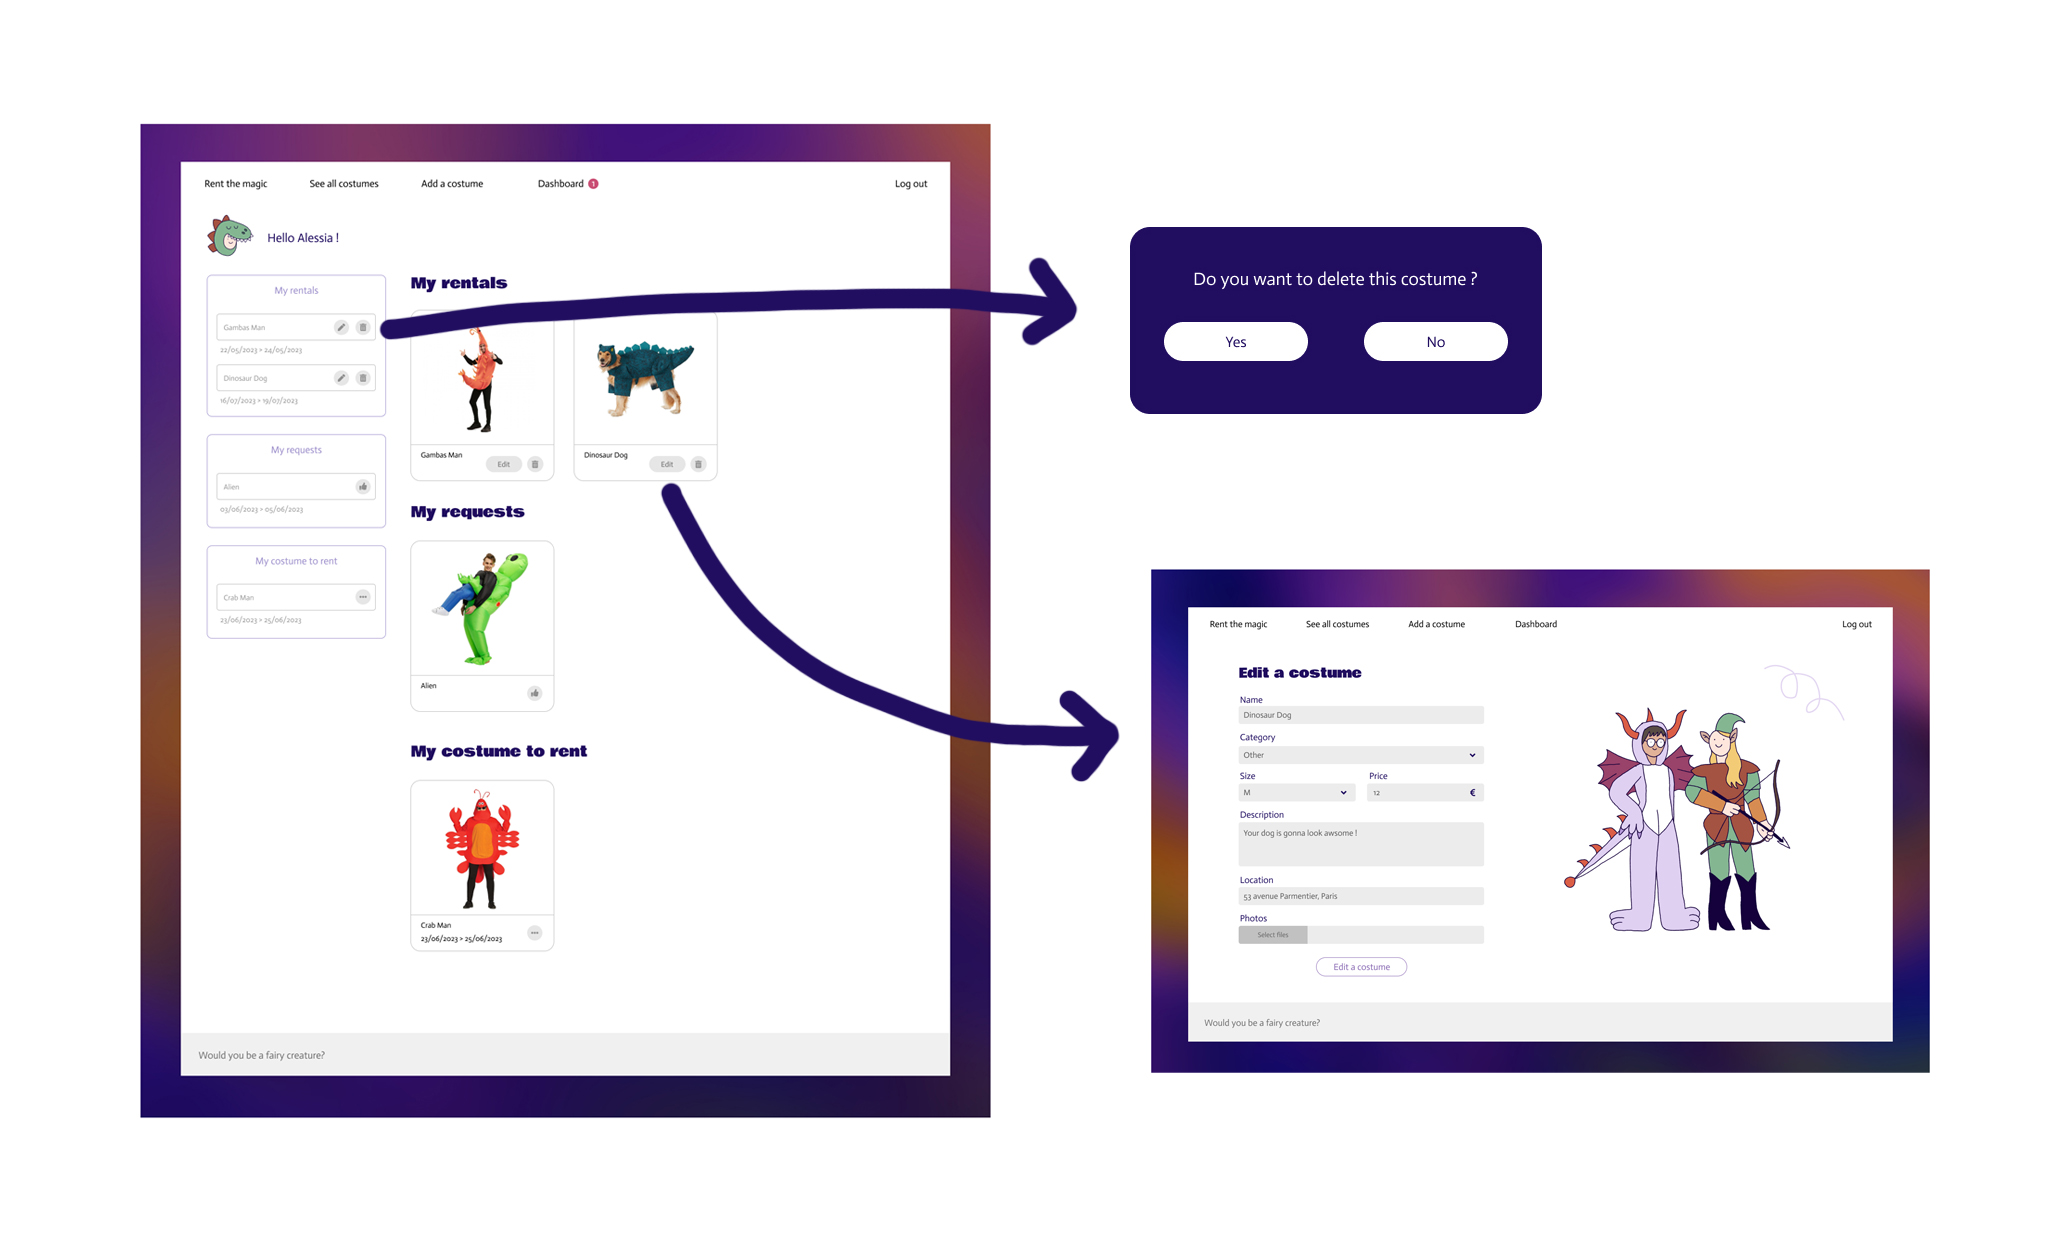 Rent the magic
See all costumes
Add a costume
Dashboard 1
Log out
Hello Alessia !
My rentals
Gambas Man
22/05/2023 > 24/05/2023
Dinosaur Dog
16/07/2023 > 19/07/2023
My requests
Alien
03/06/2023 > 05/06/2023
My costume to rent
Crab Man
23/06/2023 > 25/06/2023
My rentals
Gambas Man
Edit
Dinosaur Dog
Edit
My requests
Alien
My costume to rent
Crab Man
23/06/2023 > 25/06/2023
Would you be a fairy creature?
Do you want to delete this costume ?
Yes
No
Rent the magic
See all costumes
Add a costume
Dashboard
Log out
Edit a costume
Name
Dinosaur Dog
Category
Other
Size
M
Price
12 €
Description
Your dog is gonna look awsome !
Location
53 avenue Parmentier, Paris
Photos
Select files
Edit a costume
Would you be a fairy creature?